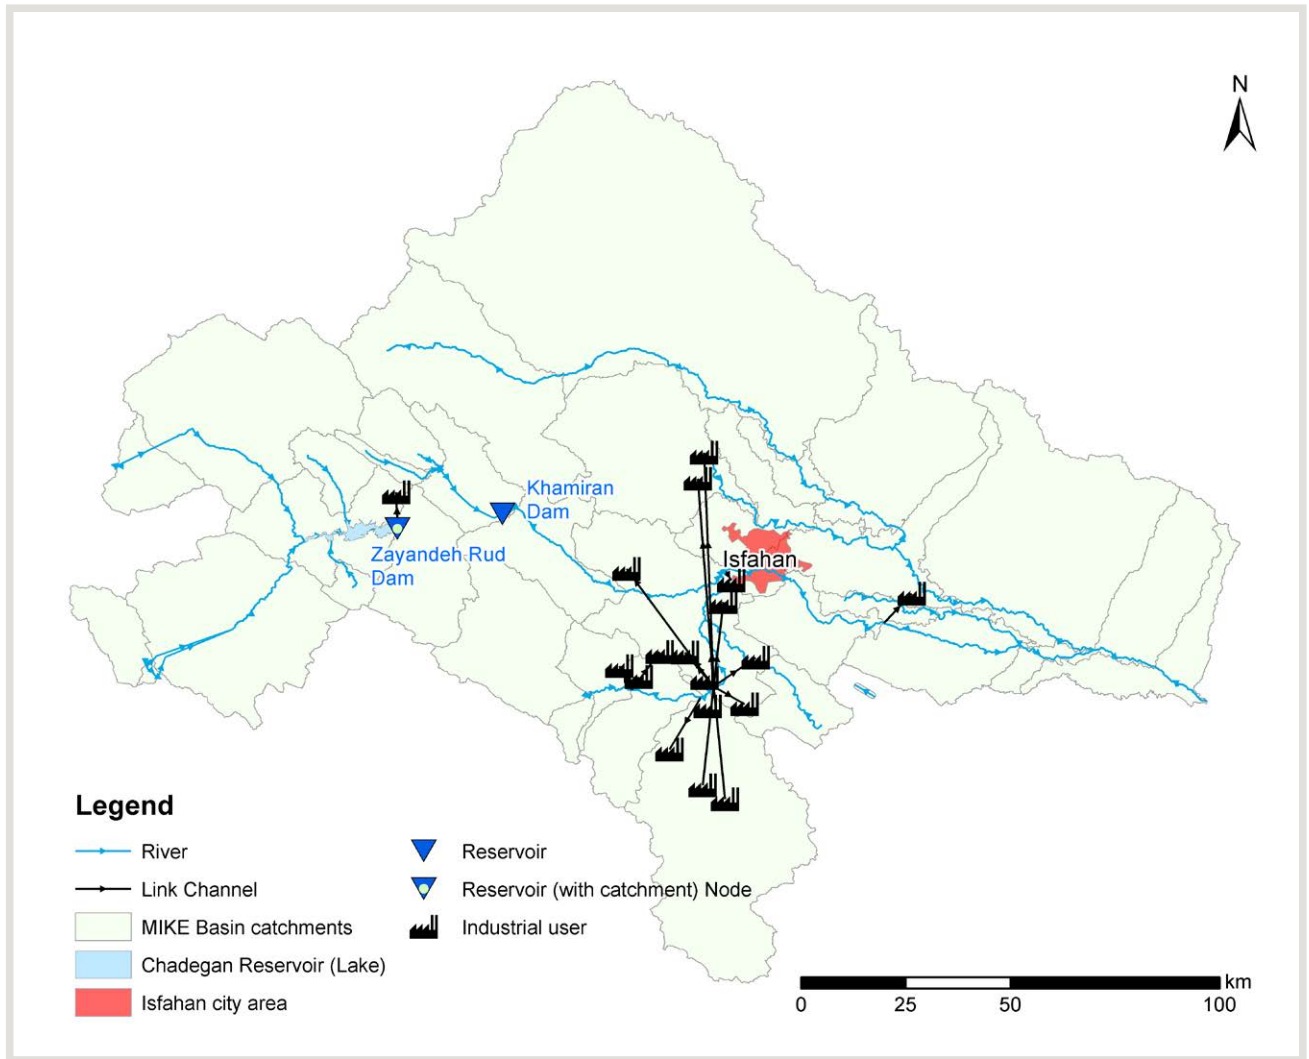 N
Khamiran
Dam
Zayandeh Rud
Dam
Isfahan
Legend
River
Link Channel
MIKE Basin catchments
Chadegan Reservoir (Lake)
Isfahan city area
Reservoir
Reservoir (with catchment) Node
Industrial user
km
0 25 50 100